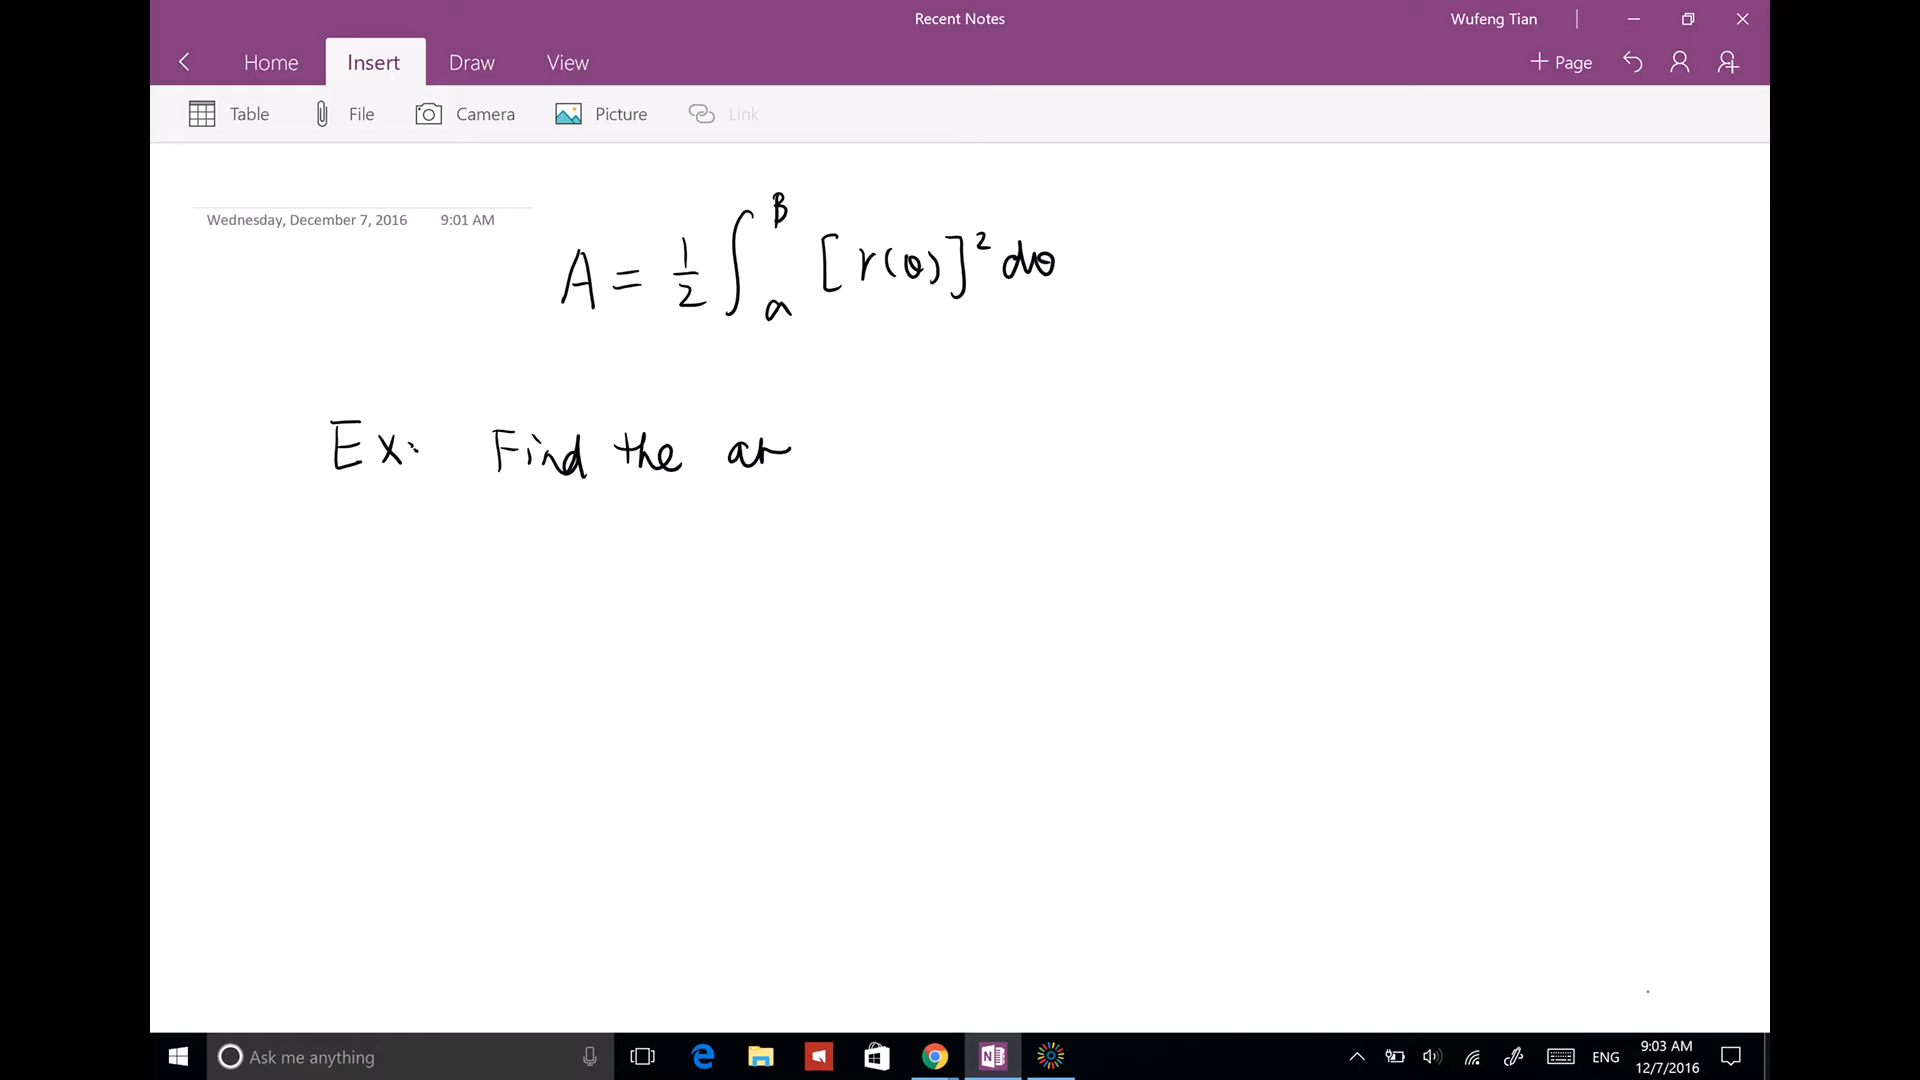 Recent Notes
Wufeng Tian
Home Insert Draw View
Page
Table File Camera Picture Link
Wednesday, December 7, 2016 9:01 AM
A = 1/2 ∫_a^β [r(θ)]² dθ
Ex: Find the ar
Ask me anything
ENG
9:03 AM
12/7/2016